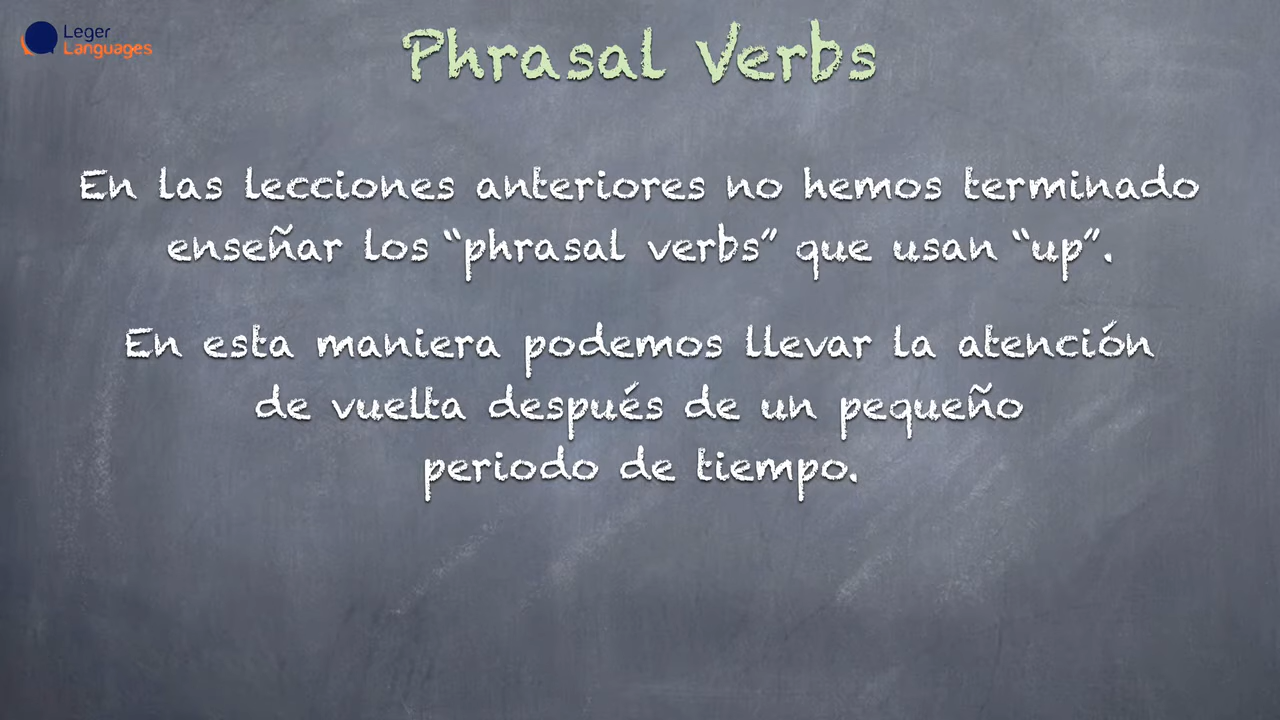 Leger
Languages
Phrasal Verbs
En las lecciones anteriores no hemos terminado
enseñar los “phrasal verbs” que usan “up”.
En esta maniera podemos llevar la atención
de vuelta después de un pequeño
periodo de tiempo.